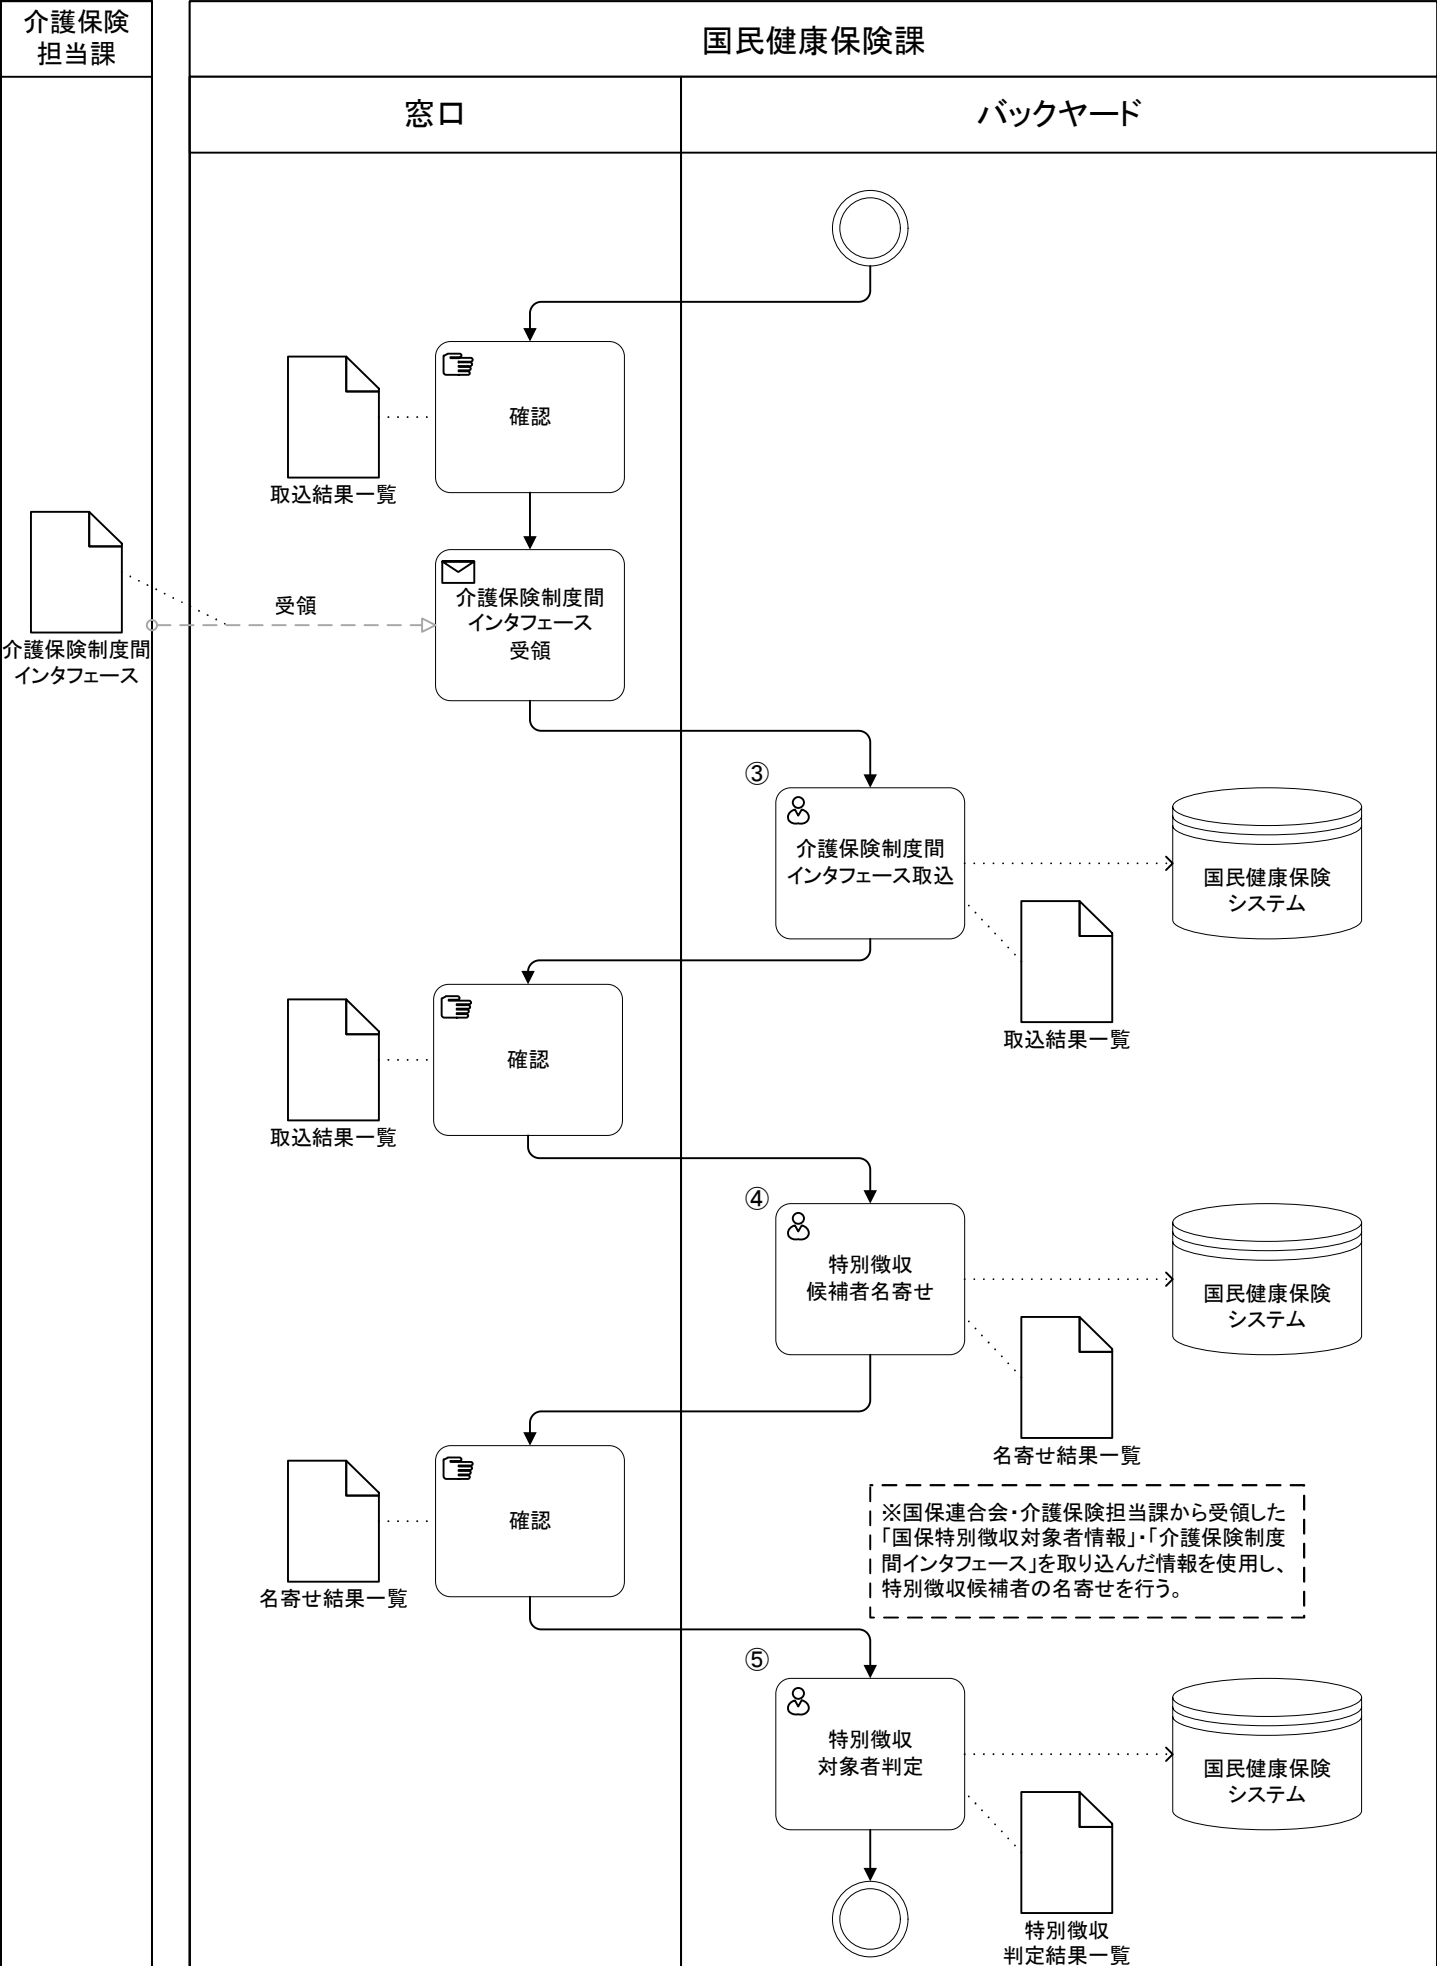 介護保険
担当課
国民健康保険課
窓口
バックヤード
確認
取込結果一覧
介護保険制度間
インタフェース
受領
介護保険制度間
インタフェース
受領
③
介護保険制度間
インタフェース取込
国民健康保険
システム
取込結果一覧
確認
取込結果一覧
④
特別徴収
候補者名寄せ
国民健康保険
システム
名寄せ結果一覧
確認
名寄せ結果一覧
※国保連合会・介護保険担当課から受領した
「国保特別徴収対象者情報」・「介護保険制度
間インタフェース」を取り込んだ情報を使用し、
特別徴収候補者の名寄せを行う。
⑤
特別徴収
対象者判定
国民健康保険
システム
特別徴収
判定結果一覧